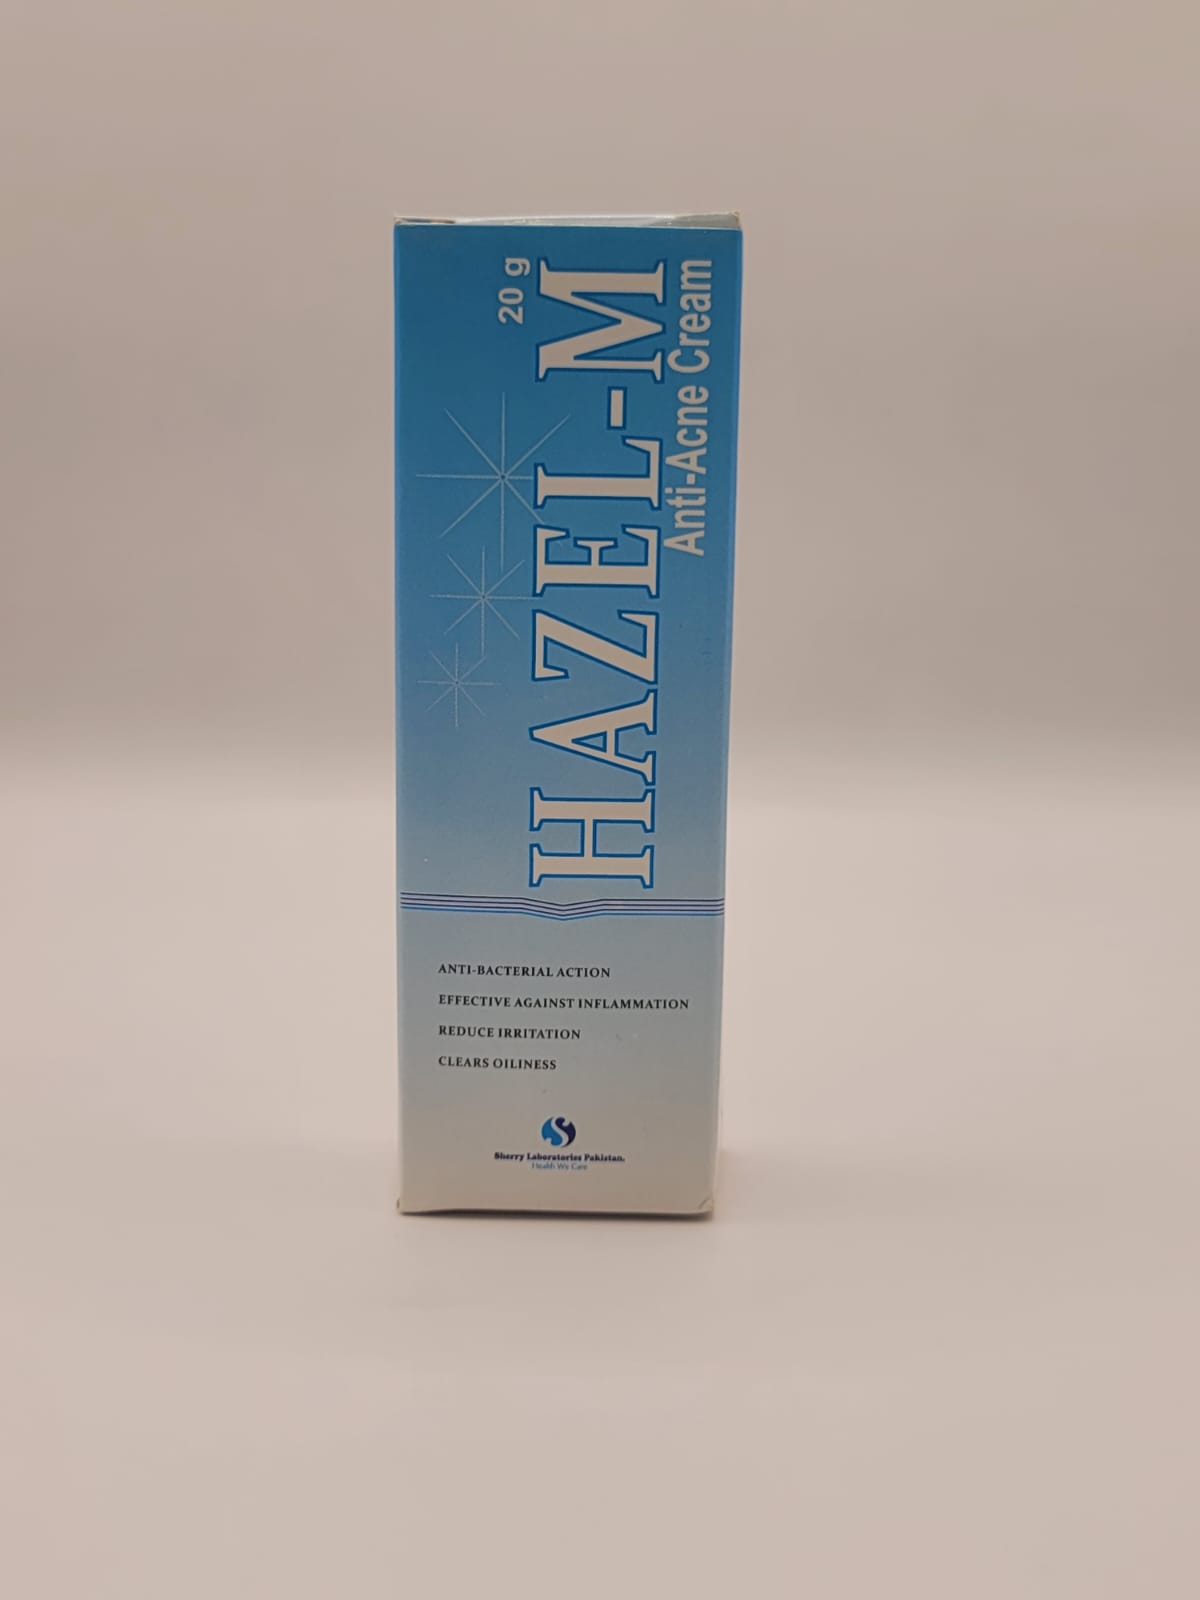 20 g
HAZEL-M
Anti-Acne Cream
ANTI-BACTERIAL ACTION
EFFECTIVE AGAINST INFLAMMATION
REDUCE IRRITATION
CLEARS OILINESS
S
Sherry Laboratories Pakistan.
Health We Care